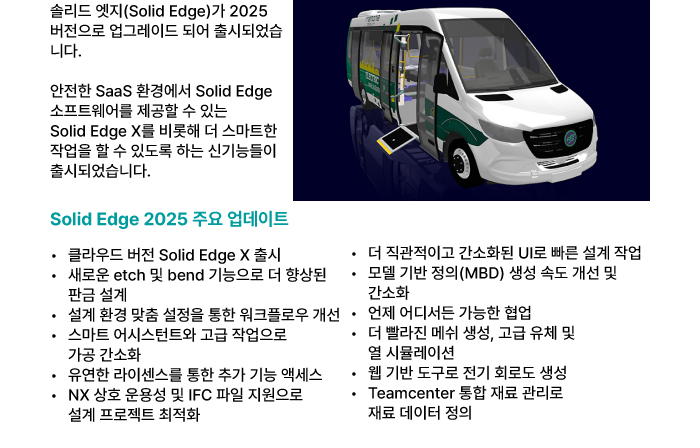 솔리드 엣지(Solid Edge)가 2025
버전으로 업그레이드 되어 출시되었습
니다.
안전한 SaaS 환경에서 Solid Edge
소프트웨어를 제공할 수 있는
Solid Edge X를 비롯해 더 스마트한
작업을 할 수 있도록 하는 신기능들이
출시되었습니다.
ELECTRIC
Solid Edge 2025 주요 업데이트
• 클라우드 버전 Solid Edge X 출시
• 새로운 etch 및 bend 기능으로 더 향상된
판금 설계
• 설계 환경 맞춤 설정을 통한 워크플로우 개선
• 스마트 어시스턴트와 고급 작업으로
가공 간소화
• 유연한 라이센스를 통한 추가 기능 액세스
• NX 상호 운용성 및 IFC 파일 지원으로
설계 프로젝트 최적화
• 더 직관적이고 간소화된 UI로 빠른 설계 작업
• 모델 기반 정의(MBD) 생성 속도 개선 및
간소화
• 언제 어디서든 가능한 협업
• 더 빨라진 메쉬 생성, 고급 유체 및
열 시뮬레이션
• 웹 기반 도구로 전기 회로도 생성
• Teamcenter 통합 재료 관리로
재료 데이터 정의